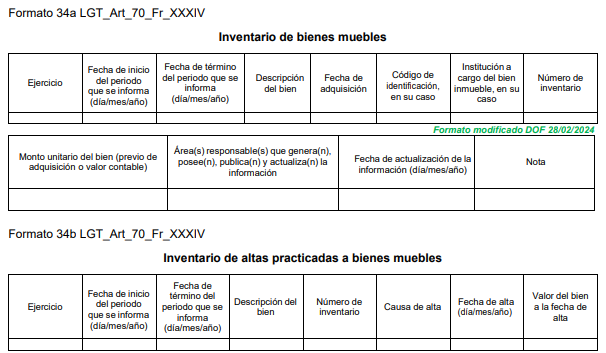 Formato 34a LGT_Art_70_Fr_XXXIV
Inventario de bienes muebles
Ejercicio
Fecha de inicio
del periodo
que se informa
(día/mes/año)
Fecha de término
del periodo que se
informa
(día/mes/año)
Descripción
del bien
Fecha de
adquisición
Código de
identificación,
en su caso
Institución a
cargo del bien
inmueble, en su
caso
Número de
inventario
Formato modificado DOF 28/02/2024
Monto unitario del bien (previo de
adquisición o valor contable)
Área(s) responsable(s) que genera(n),
posee(n), publica(n) y actualiza(n) la
información
Fecha de actualización de la
información (día/mes/año)
Nota
Formato 34b LGT_Art_70_Fr_XXXIV
Inventario de altas practicadas a bienes muebles
Ejercicio
Fecha de inicio
del periodo
que se informa
(día/mes/año)
Fecha de
término del
periodo que se
informa
(día/mes/año)
Descripción del
bien
Número de
inventario
Causa de alta
Fecha de alta
(día/mes/año)
Valor del bien
a la fecha de
alta